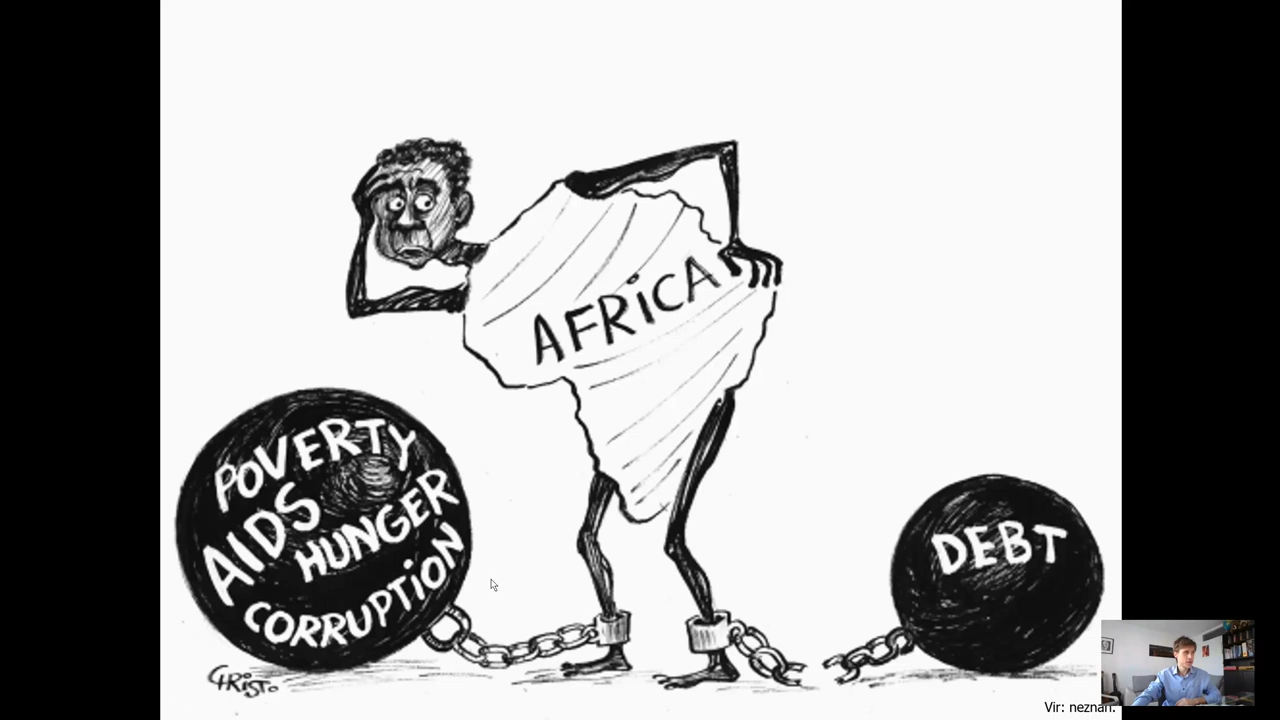 AFRiCA
POVERTY
AIDS
HUNGER
CORRUPTiON
DEBT
CHRiSTo
Vir: neznan.